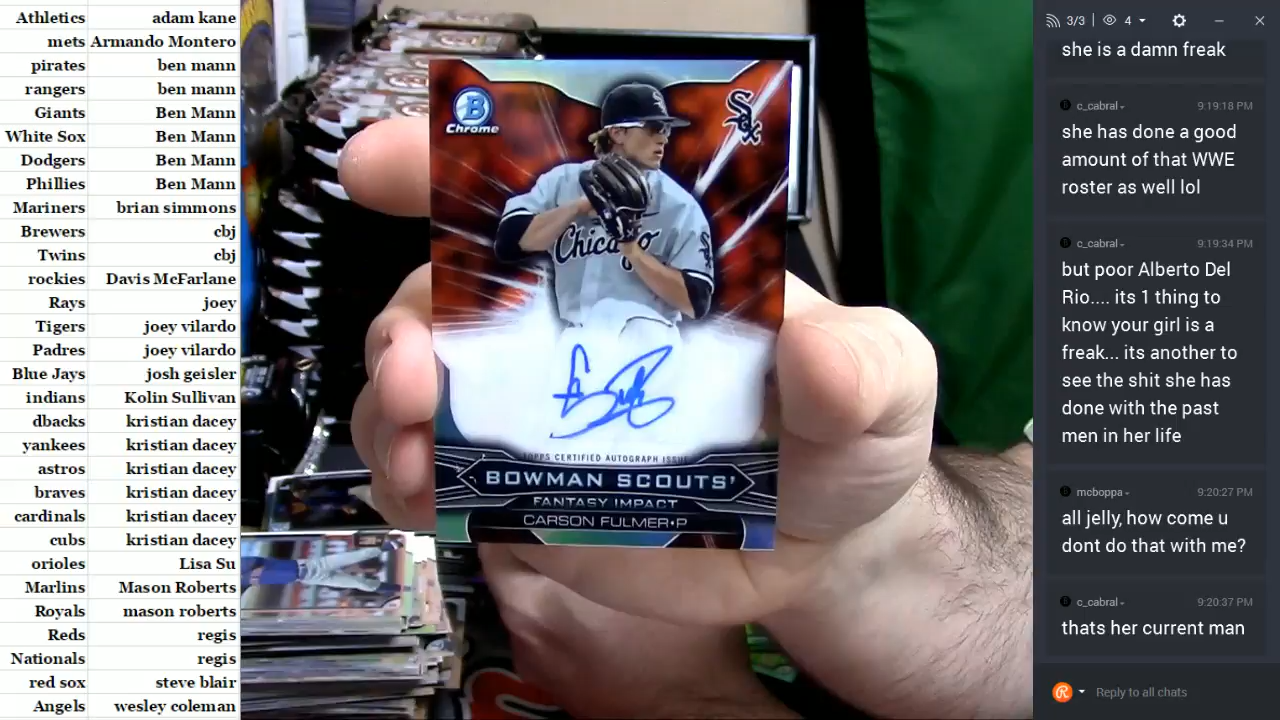 Athletics adam kane
mets Armando Montero
pirates ben mann
rangers ben mann
Giants Ben Mann
White Sox Ben Mann
Dodgers Ben Mann
Phillies Ben Mann
Mariners brian simmons
Brewers cbj
Twins cbj
rockies Davis McFarlane
Rays joey
Tigers joey vilardo
Padres joey vilardo
Blue Jays josh geisler
indians Kolin Sullivan
dbacks kristian dacey
yankees kristian dacey
astros kristian dacey
braves kristian dacey
cardinals kristian dacey
cubs kristian dacey
orioles Lisa Su
Marlins Mason Roberts
Royals mason roberts
Reds regis
Nationals regis
red sox steve blair
Angels wesley coleman
B
Chrome
Sox
Chicago
TOPPS CERTIFIED AUTOGRAPH ISSUE
BOWMAN SCOUTS'
FANTASY IMPACT
CARSON FULMER•P
3/3 4
she is a damn freak
c_cabral 9:19:18 PM
she has done a good
amount of that WWE
roster as well lol
c_cabral 9:19:34 PM
but poor Alberto Del
Rio.... its 1 thing to
know your girl is a
freak... its another to
see the shit she has
done with the past
men in her life
mcboppa 9:20:27 PM
all jelly, how come u
dont do that with me?
c_cabral 9:20:37 PM
thats her current man
Reply to all chats